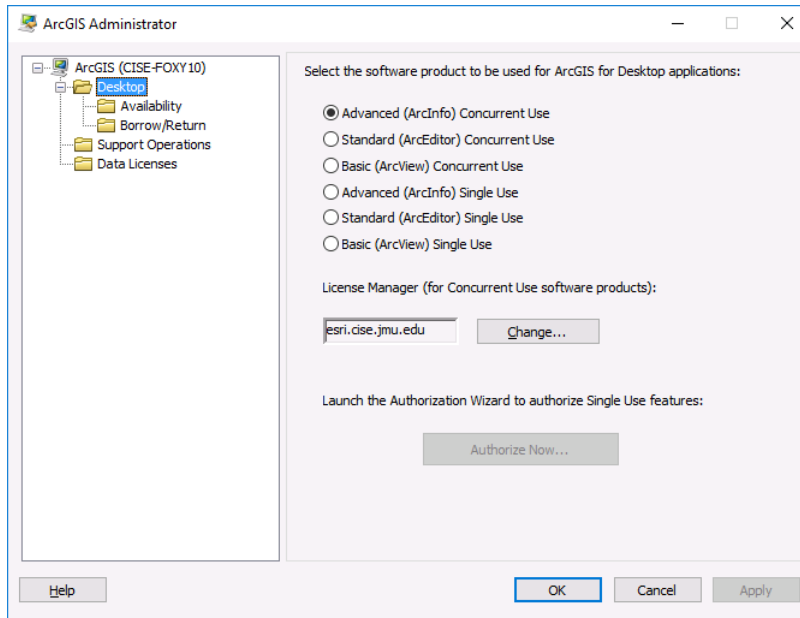 ArcGIS Administrator
ArcGIS (CISE-FOXY10)
Desktop
Availability
Borrow/Return
Support Operations
Data Licenses
Select the software product to be used for ArcGIS for Desktop applications:
Advanced (ArcInfo) Concurrent Use
Standard (ArcEditor) Concurrent Use
Basic (ArcView) Concurrent Use
Advanced (ArcInfo) Single Use
Standard (ArcEditor) Single Use
Basic (ArcView) Single Use
License Manager (for Concurrent Use software products):
esri.cise.jmu.edu
Change...
Launch the Authorization Wizard to authorize Single Use features:
Authorize Now...
Help
OK
Cancel
Apply